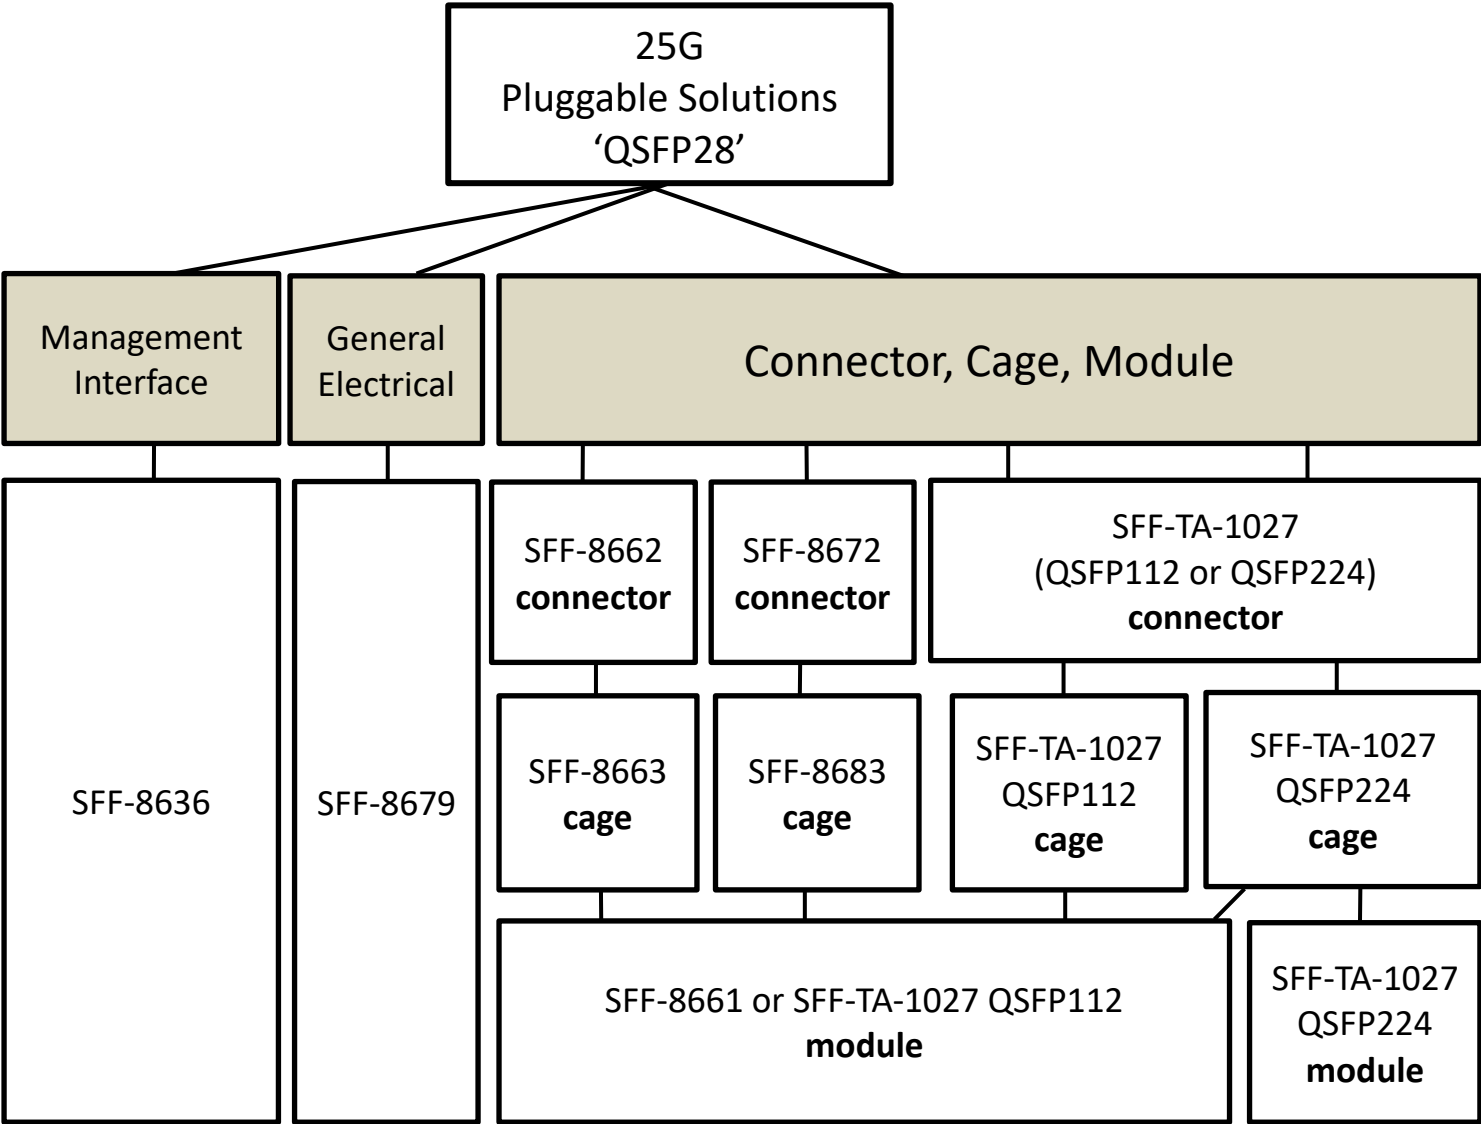 25G
Pluggable Solutions
‘QSFP28’
Management
Interface
General
Electrical
Connector, Cage, Module
SFF-8636
SFF-8679
SFF-8662
connector
SFF-8672
connector
SFF-TA-1027
(QSFP112 or QSFP224)
connector
SFF-8663
cage
SFF-8683
cage
SFF-TA-1027
QSFP112
cage
SFF-TA-1027
QSFP224
cage
SFF-8661 or SFF-TA-1027 QSFP112
module
SFF-TA-1027
QSFP224
module